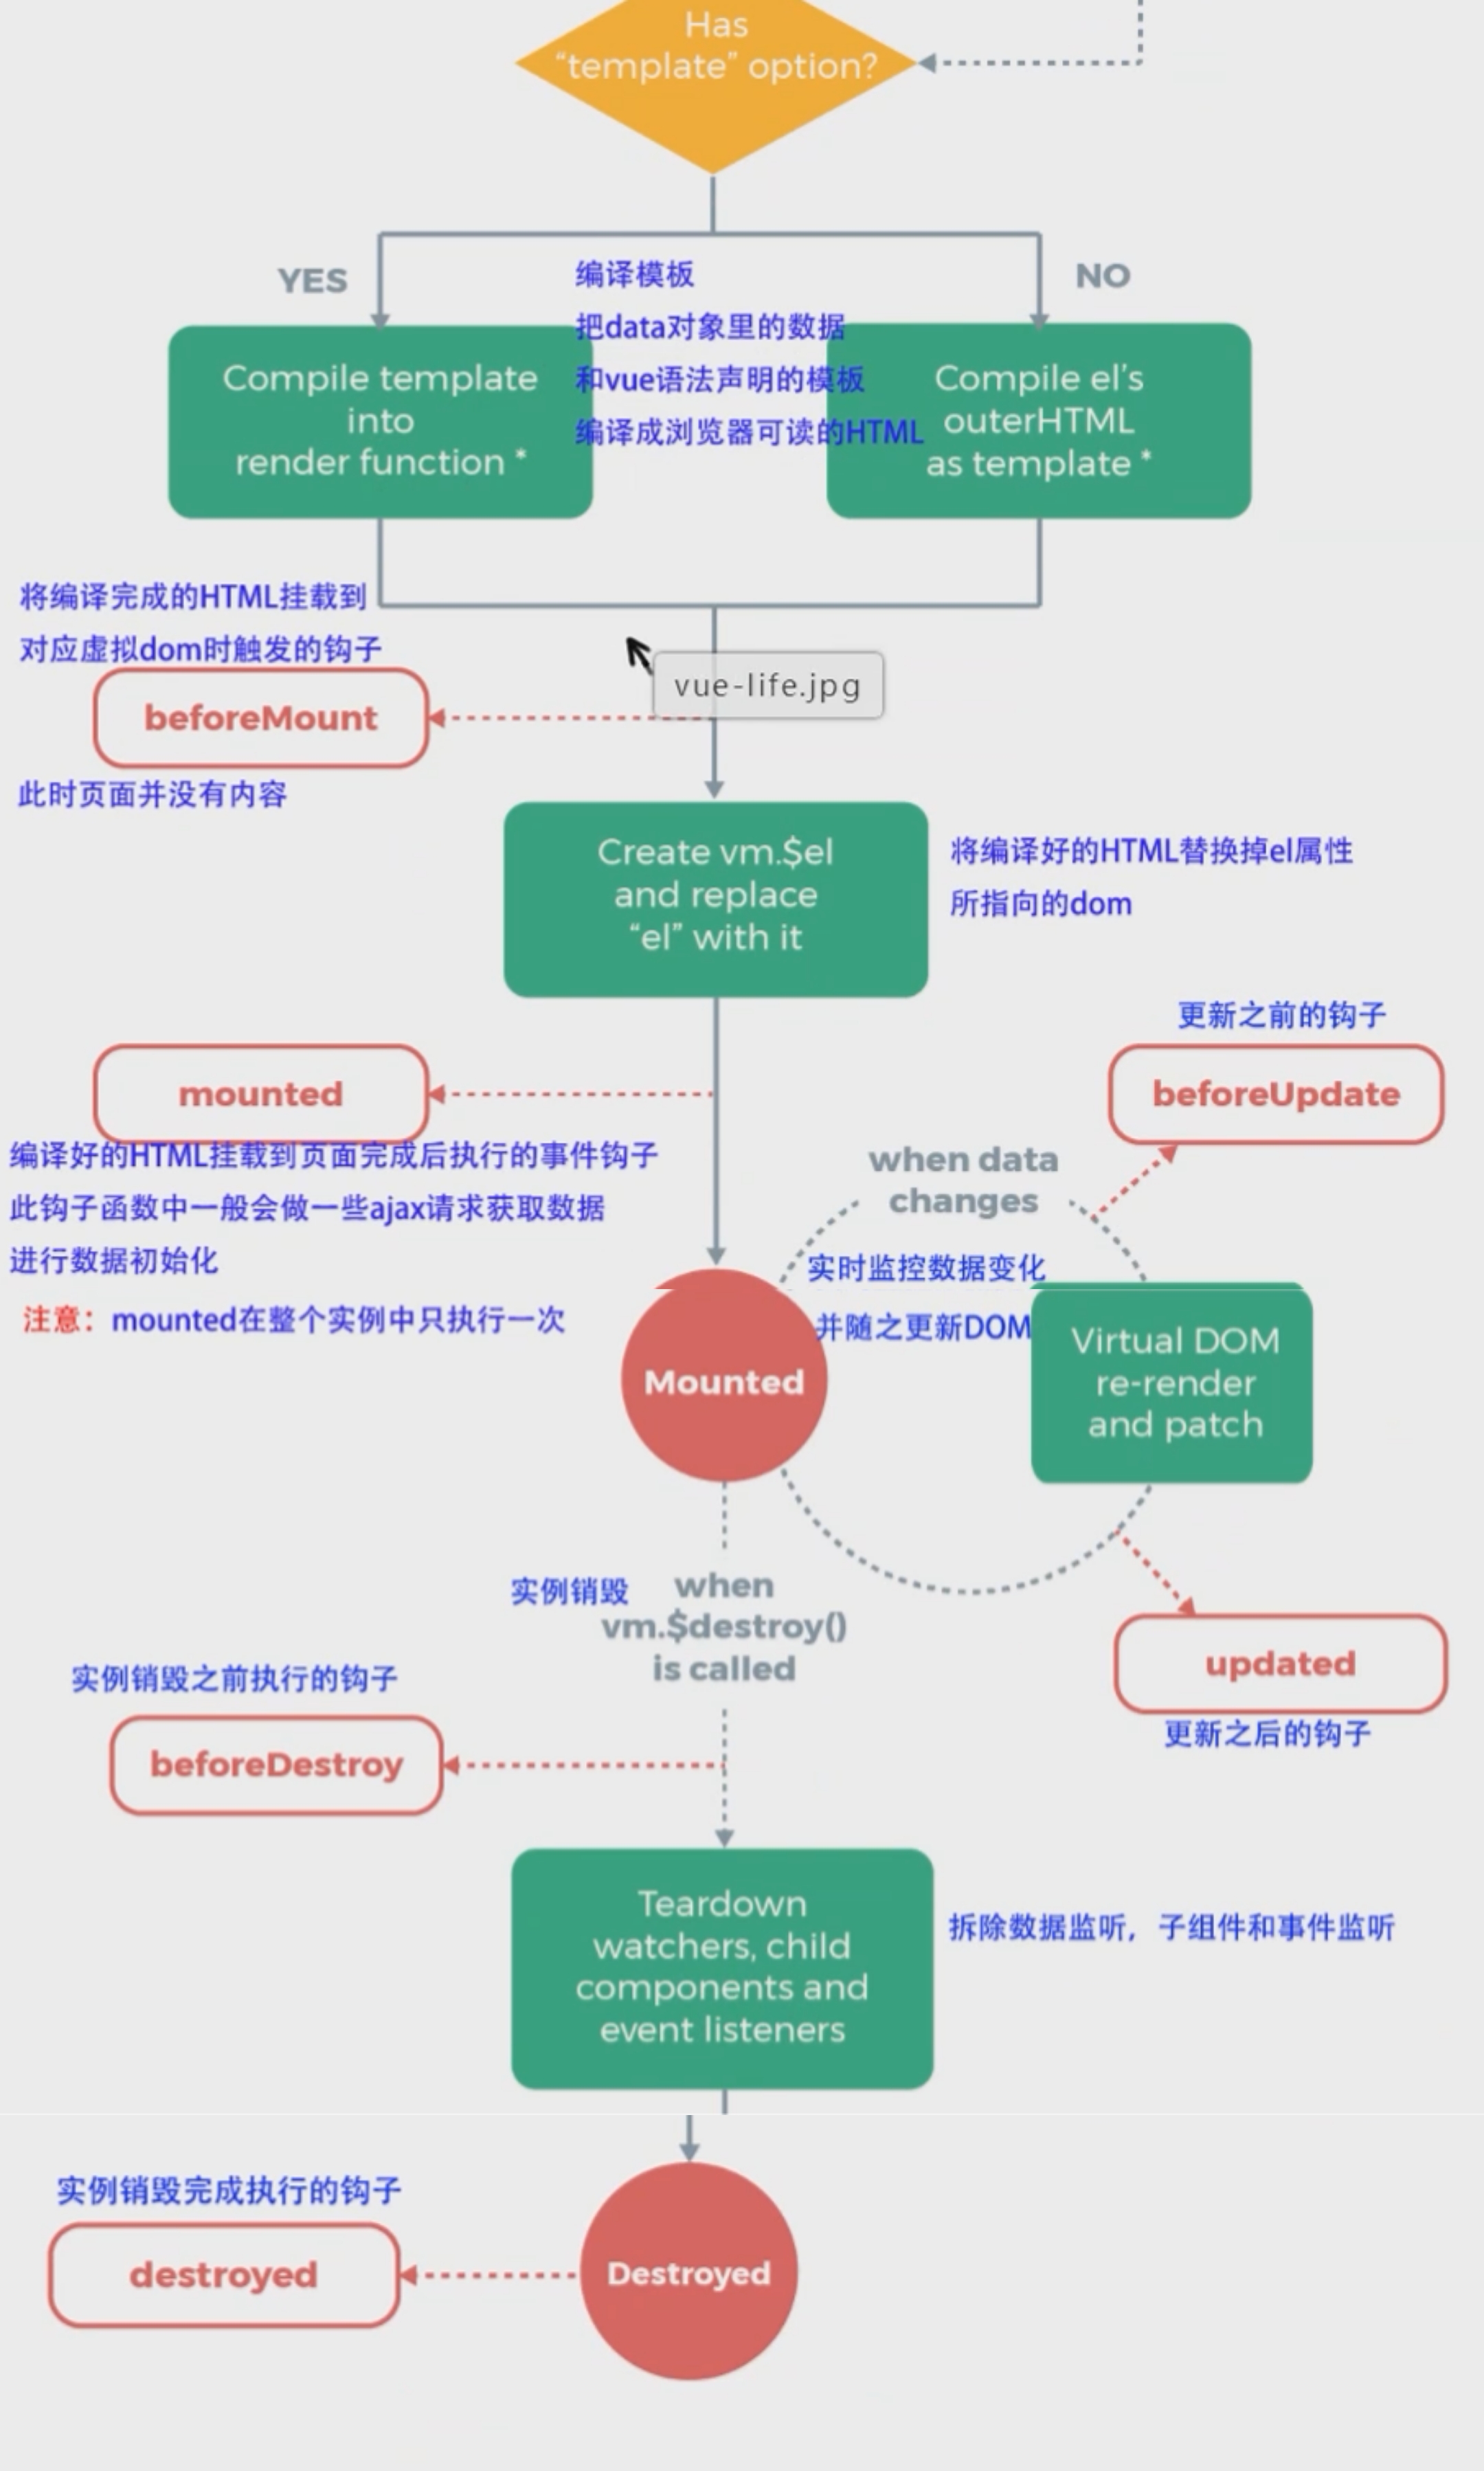 Has
“template” option?
YES
NO
编译模板
把data对象里的数据
和vue语法声明的模板
编译成浏览器可读的HTML
Compile template
into
render function *
Compile el’s
outerHTML
as template *
将编译完成的HTML挂载到
对应虚拟dom时触发的钩子
beforeMount
vue-life.jpg
此时页面并没有内容
Create vm.$el
and replace
“el” with it
将编译好的HTML替换掉el属性
所指向的dom
更新之前的钩子
mounted
beforeUpdate
编译好的HTML挂载到页面完成后执行的事件钩子
此钩子函数中一般会做一些ajax请求获取数据
进行数据初始化
注意：mounted在整个实例中只执行一次
when data
changes
实时监控数据变化
并随之更新DOM
Mounted
Virtual DOM
re-render
and patch
实例销毁
when
vm.$destroy()
is called
updated
更新之后的钩子
实例销毁之前执行的钩子
beforeDestroy
Teardown
watchers, child
components and
event listeners
拆除数据监听，子组件和事件监听
实例销毁完成执行的钩子
destroyed
Destroyed